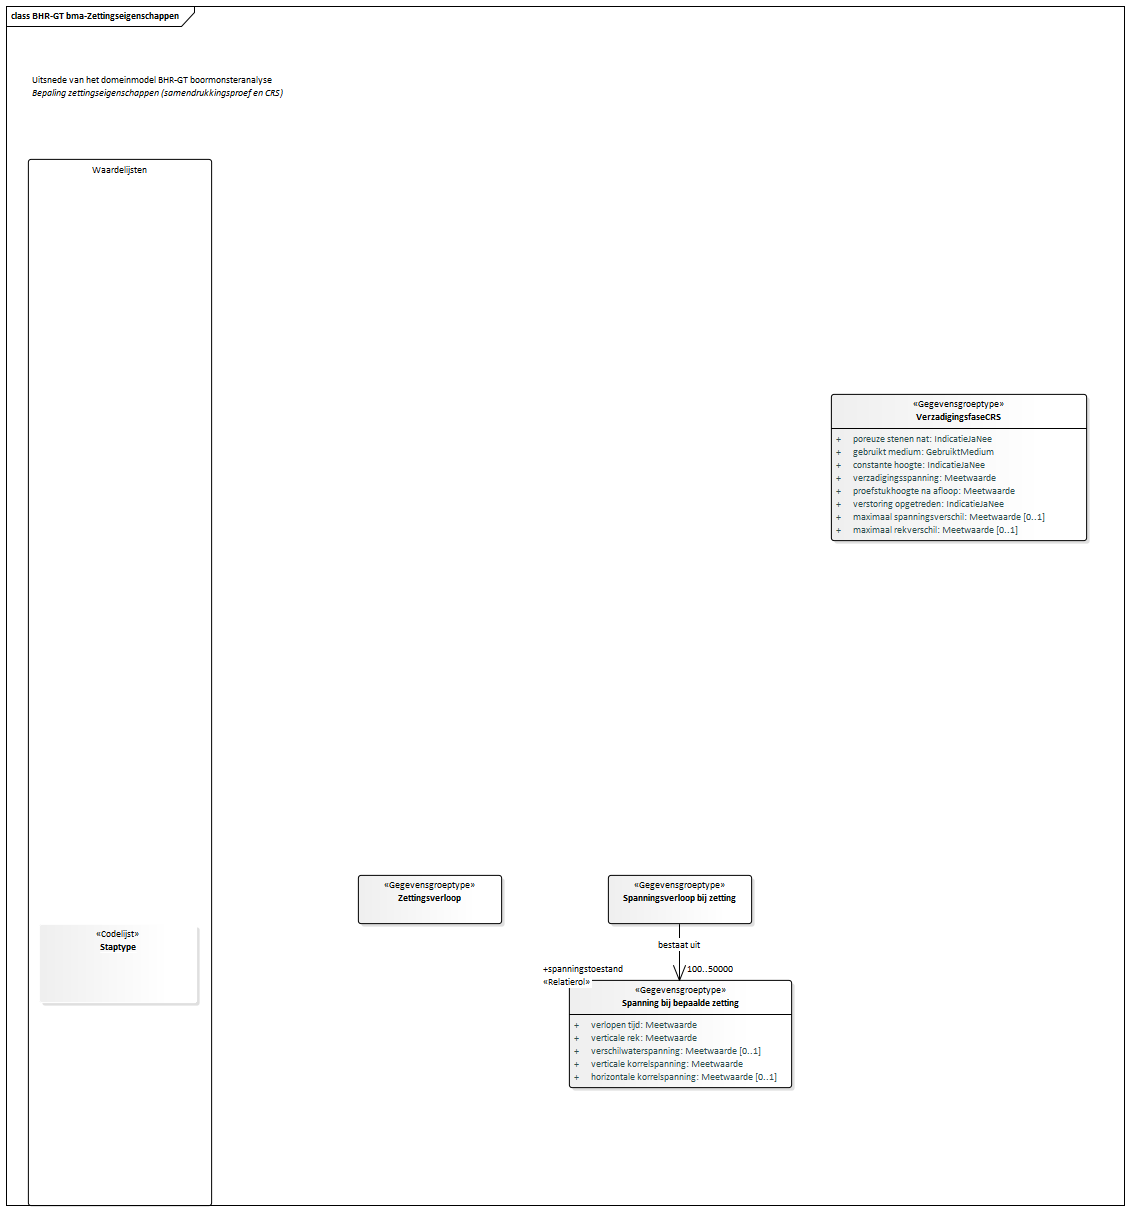 class BHR-GT bma-Zettingseigenschappen
Uitsnede van het domeinmodel BHR-GT boormonsteranalyse
Bepaling zettingseigenschappen (samendrukkingsproef en CRS)
Waardelijsten
«Gegevensgroeptype»
VerzadigingsfaseCRS
+ poreuze stenen nat: IndicatieJaNee
+ gebruikt medium: GebruiktMedium
+ constante hoogte: IndicatieJaNee
+ verzadigingsspanning: Meetwaarde
+ proefstukhoogte na afloop: Meetwaarde
+ verstoring opgetreden: IndicatieJaNee
+ maximaal spanningsverschil: Meetwaarde [0..1]
+ maximaal rekverschil: Meetwaarde [0..1]
«Gegevensgroeptype»
Zettingsverloop
«Gegevensgroeptype»
Spanningsverloop bij zetting
«Codelijst»
Staptype
bestaat uit
+spanningstoestand
«Relatierol»
100..50000
«Gegevensgroeptype»
Spanning bij bepaalde zetting
+ verlopen tijd: Meetwaarde
+ verticale rek: Meetwaarde
+ verschilwaterspanning: Meetwaarde [0..1]
+ verticale korrelspanning: Meetwaarde
+ horizontale korrelspanning: Meetwaarde [0..1]